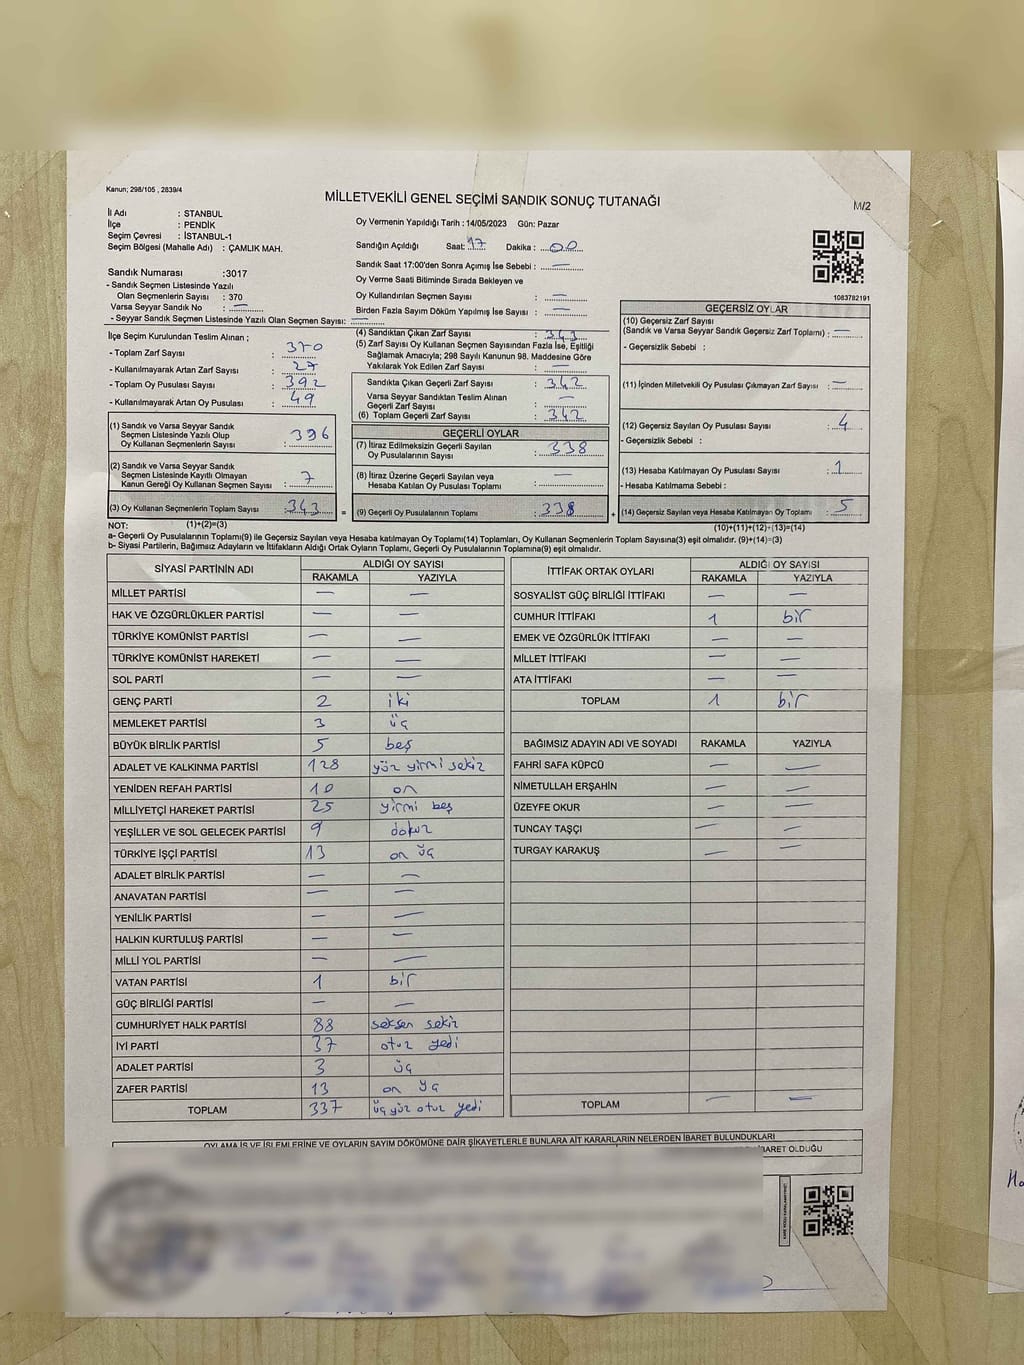 Kanun; 298/105 , 2839/4
MİLLETVEKİLİ GENEL SEÇİMİ SANDIK SONUÇ TUTANAĞI
M/2
İl Adı : STANBUL
İlçe : PENDİK
Seçim Çevresi : İSTANBUL-1
Seçim Bölgesi (Mahalle Adı) : ÇAMLIK MAH.
Oy Vermenin Yapıldığı Tarih : 14/05/2023 Gün: Pazar
Sandığın Açıldığı Saat: 17 Dakika : 00
Sandık Saat 17:00'den Sonra Açılmış İse Sebebi : —
Oy Verme Saati Bitiminde Sırada Bekleyen ve
Oy Kullandırılan Seçmen Sayısı : —
Birden Fazla Sayım Döküm Yapılmış İse Sayısı : —
1083782191
Sandık Numarası :3017
- Sandık Seçmen Listesinde Yazılı
Olan Seçmenlerin Sayısı : 370
Varsa Seyyar Sandık No : —
- Seyyar Sandık Seçmen Listesinde Yazılı Olan Seçmen Sayısı: —
İlçe Seçim Kurulundan Teslim Alınan ;
- Toplam Zarf Sayısı : 370
- Kullanılmayarak Artan Zarf Sayısı : 27
- Toplam Oy Pusulası Sayısı : 392
- Kullanılmayarak Artan Oy Pusulası : 49
(1) Sandık ve Varsa Seyyar Sandık
Seçmen Listesinde Yazılı Olup
Oy Kullanan Seçmenlerin Sayısı : 336
(2) Sandık ve Varsa Seyyar Sandık
Seçmen Listesinde Kayıtlı Olmayan
Kanun Gereği Oy Kullanan Seçmen Sayısı : 7
(3) Oy Kullanan Seçmenlerin Toplam Sayısı : 343
(4) Sandıktan Çıkan Zarf Sayısı : 343
(5) Zarf Sayısı Oy Kullanan Seçmen Sayısından Fazla İse, Eşitliği
Sağlamak Amacıyla; 298 Sayılı Kanunun 98. Maddesine Göre
Yakılarak Yok Edilen Zarf Sayısı : —
Sandıkta Çıkan Geçerli Zarf Sayısı : 342
Varsa Seyyar Sandıktan Teslim Alınan
Geçerli Zarf Sayısı : —
(6) Toplam Geçerli Zarf Sayısı : 342
GEÇERLİ OYLAR
(7) İtiraz Edilmeksizin Geçerli Sayılan
Oy Pusulalarının Sayısı : 338
(8) İtiraz Üzerine Geçerli Sayılan veya
Hesaba Katılan Oy Pusulası Toplamı : —
= (9) Geçerli Oy Pusulalarının Toplamı : 338
GEÇERSİZ OYLAR
(10) Geçersiz Zarf Sayısı
(Sandık ve Varsa Seyyar Sandık Geçersiz Zarf Toplamı) : —
- Geçersizlik Sebebi :
(11) İçinden Milletvekili Oy Pusulası Çıkmayan Zarf Sayısı : —
(12) Geçersiz Sayılan Oy Pusulası Sayısı : 4
- Geçersizlik Sebebi :
(13) Hesaba Katılmayan Oy Pusulası Sayısı : 1
- Hesaba Katılmama Sebebi :
+ (14) Geçersiz Sayılan veya Hesaba Katılmayan Oy Toplamı : 5
NOT: (1)+(2)=(3) (10)+(11)+(12)+(13)=(14)
a- Geçerli Oy Pusulalarının Toplamı(9) ile Geçersiz Sayılan veya Hesaba Katılmayan Oy Toplamı(14) Toplamları, Oy Kullanan Seçmenlerin Toplam Sayısına(3) eşit olmalıdır. (9)+(14)=(3)
b- Siyasi Partilerin, Bağımsız Adayların ve İttifakların Aldığı Ortak Oyların Toplamı, Geçerli Oy Pusulalarının Toplamına(9) eşit olmalıdır.
SİYASİ PARTİNİN ADI ALDIĞI OY SAYISI
RAKAMLA YAZIYLA
MİLLET PARTİSİ — —
HAK VE ÖZGÜRLÜKLER PARTİSİ — —
TÜRKİYE KOMÜNİST PARTİSİ — —
TÜRKİYE KOMÜNİST HAREKETİ — —
SOL PARTİ — —
GENÇ PARTİ 2 iki
MEMLEKET PARTİSİ 3 üç
BÜYÜK BİRLİK PARTİSİ 5 beş
ADALET VE KALKINMA PARTİSİ 128 yüz yirmi sekiz
YENİDEN REFAH PARTİSİ 10 on
MİLLİYETÇİ HAREKET PARTİSİ 25 yirmi beş
YEŞİLLER VE SOL GELECEK PARTİSİ 9 dokuz
TÜRKİYE İŞÇİ PARTİSİ 13 on üç
ADALET BİRLİK PARTİSİ — —
ANAVATAN PARTİSİ — —
YENİLİK PARTİSİ — —
HALKIN KURTULUŞ PARTİSİ — —
MİLLİ YOL PARTİSİ — —
VATAN PARTİSİ 1 bir
GÜÇ BİRLİĞİ PARTİSİ — —
CUMHURİYET HALK PARTİSİ 88 seksen sekiz
İYİ PARTİ 37 otuz yedi
ADALET PARTİSİ 3 üç
ZAFER PARTİSİ 13 on üç
TOPLAM 337 üç yüz otuz yedi
İTTİFAK ORTAK OYLARI ALDIĞI OY SAYISI
RAKAMLA YAZIYLA
SOSYALİST GÜÇ BİRLİĞİ İTTİFAKI — —
CUMHUR İTTİFAKI 1 bir
EMEK VE ÖZGÜRLÜK İTTİFAKI — —
MİLLET İTTİFAKI — —
ATA İTTİFAKI — —
TOPLAM 1 bir
BAĞIMSIZ ADAYIN ADI VE SOYADI RAKAMLA YAZIYLA
FAHRİ SAFA KÜPCÜ — —
NİMETULLAH ERŞAHİN — —
ÜZEYFE OKUR — —
TUNCAY TAŞÇI — —
TURGAY KARAKUŞ — —
TOPLAM — —
OYLAMA İŞ VE İŞLEMLERİNE VE OYLARIN SAYIM DÖKÜMÜNE DAİR ŞİKAYETLERLE BUNLARA AİT KARARLARIN NELERDEN İBARET BULUNDUKLARI
İBARET OLDUĞU